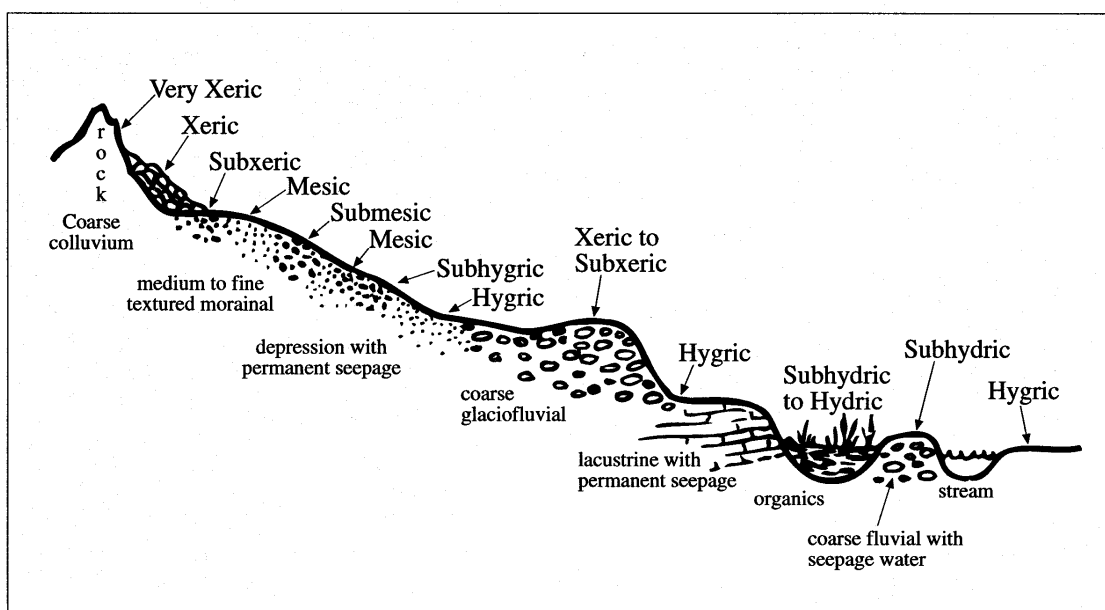 Very Xeric
Xeric
rock
Subxeric
Mesic
Submesic
Mesic
Subhygric
Hygric
Xeric to
Subxeric
Hygric
Subhydric
to Hydric
Subhydric
Hygric
Coarse
colluvium
medium to fine
textured morainal
depression with
permanent seepage
coarse
glaciofluvial
lacustrine with
permanent seepage
organics
stream
coarse fluvial with
seepage water